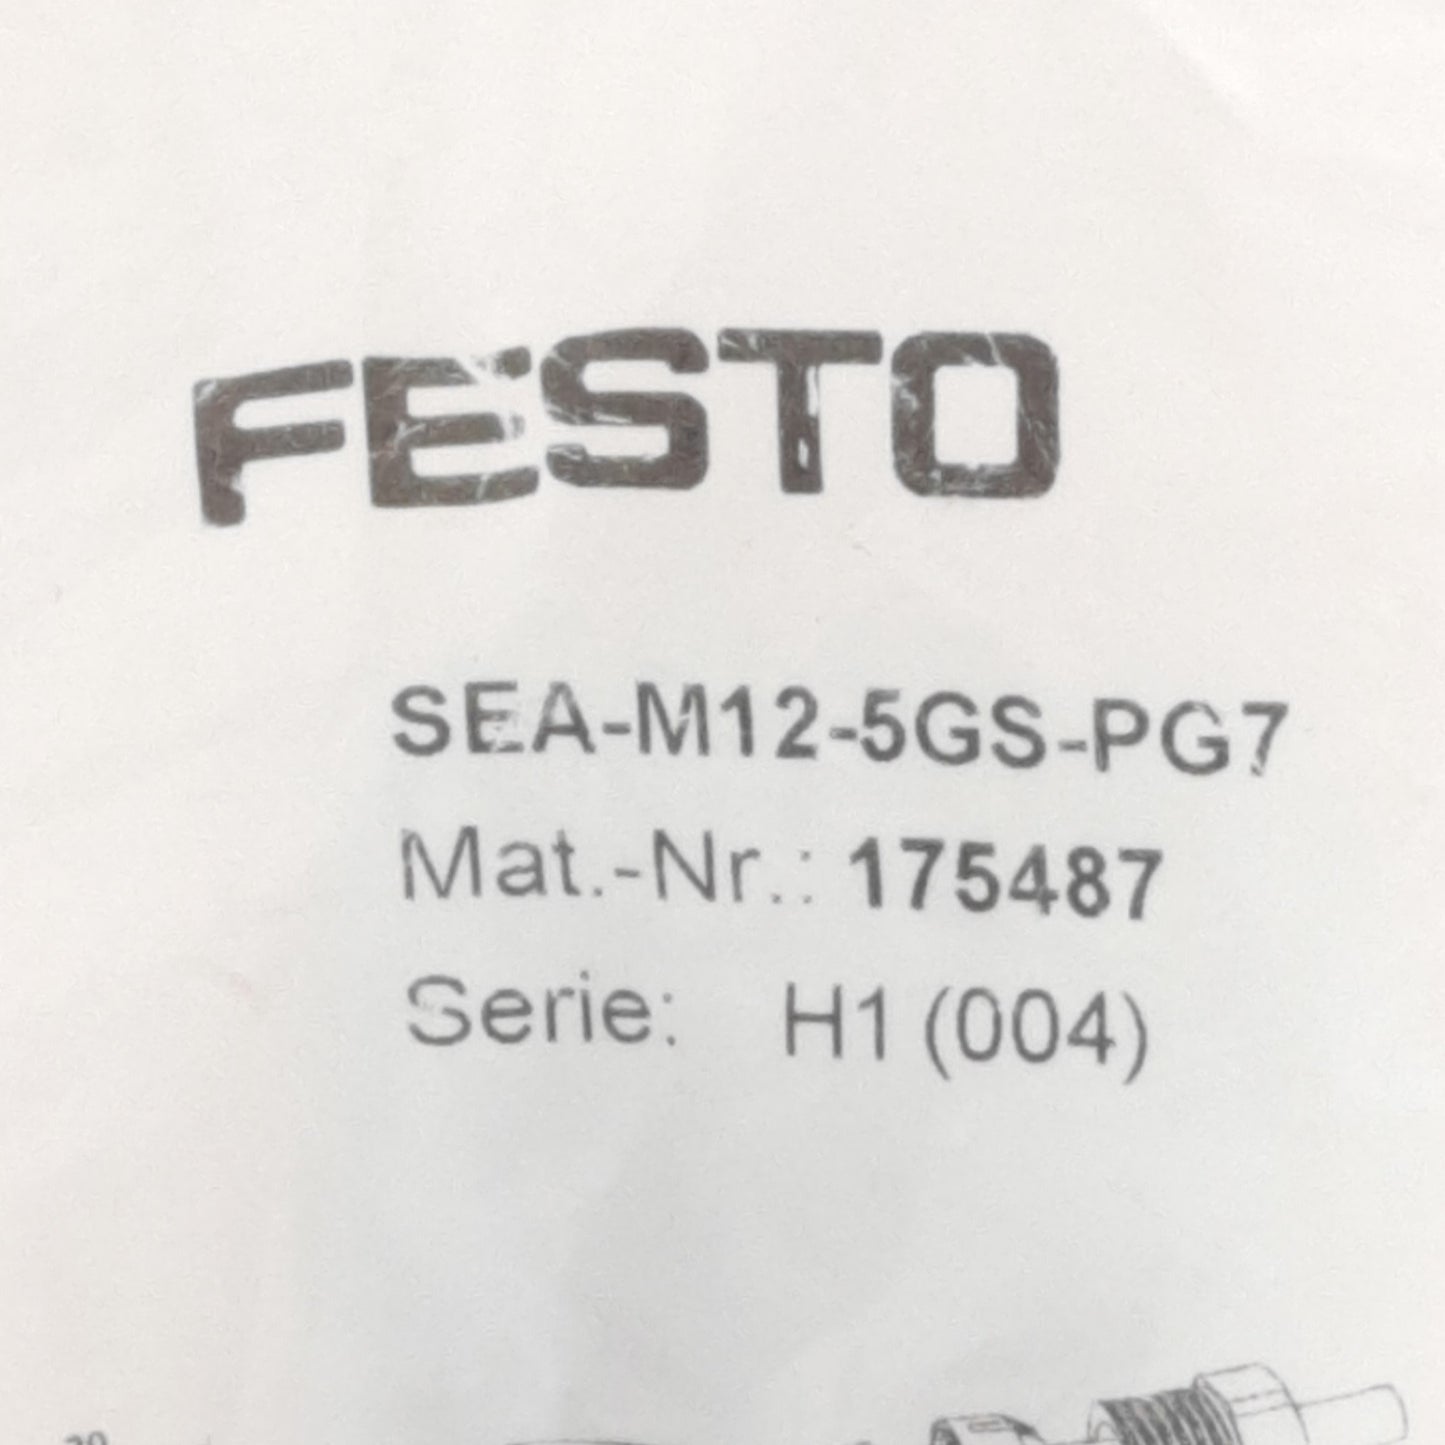 FESTO
SEA-M12-5GS-PG7
Mat.-Nr.: 175487
Serie: H1 (004)